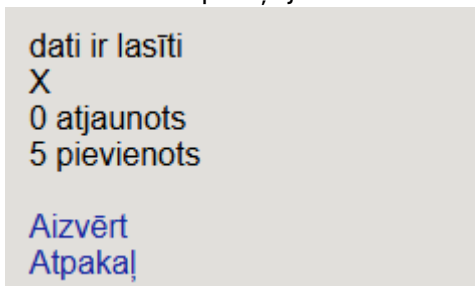 dati ir lasīti
X
0 atjaunots
5 pievienots
Aizvērt
Atpakaļ